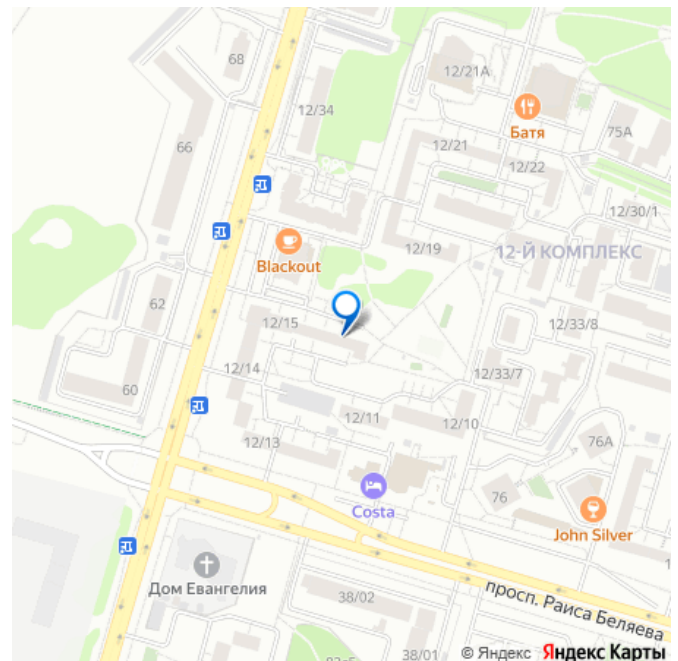 68
12/34
66
12/21А
Батя
75А
12/21
12/22
12/30/1
12/19
12-Й КОМПЛЕКС
Blackout
62
12/15
12/33/8
12/14
12/33/7
60
12/11
12/10
12/13
76А
76
Costa
John Silver
Дом Евангелия
38/02
просп. Раиса Беляева
38/01
© Яндекс Яндекс Карты